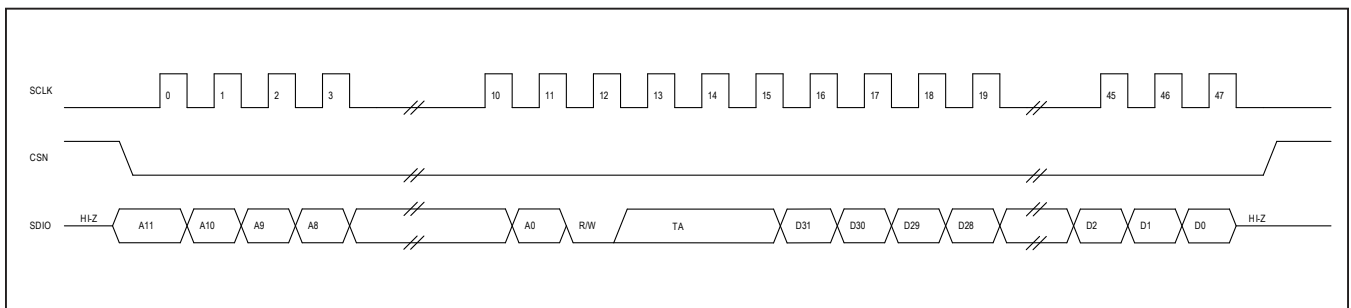 SCLK 0 1 2 3 10 11 12 13 14 15 16 17 18 19 45 46 47
CSN
SDIO HI-Z A11 A10 A9 A8 A0 R/W TA D31 D30 D29 D28 D2 D1 D0 HI-Z